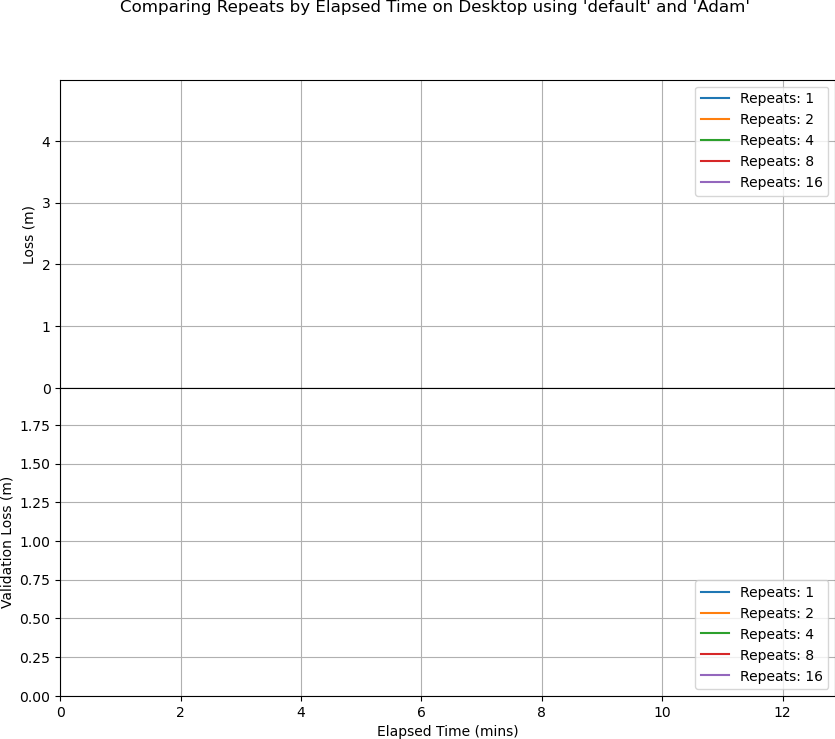 Comparing Repeats by Elapsed Time on Desktop using 'default' and 'Adam'
Repeats: 1
Repeats: 2
Repeats: 4
Repeats: 8
Repeats: 16
4
3
2
1
0
Loss (m)
1.75
1.50
1.25
1.00
0.75
0.50
0.25
0.00
Validation Loss (m)
Repeats: 1
Repeats: 2
Repeats: 4
Repeats: 8
Repeats: 16
0 2 4 6 8 10 12
Elapsed Time (mins)